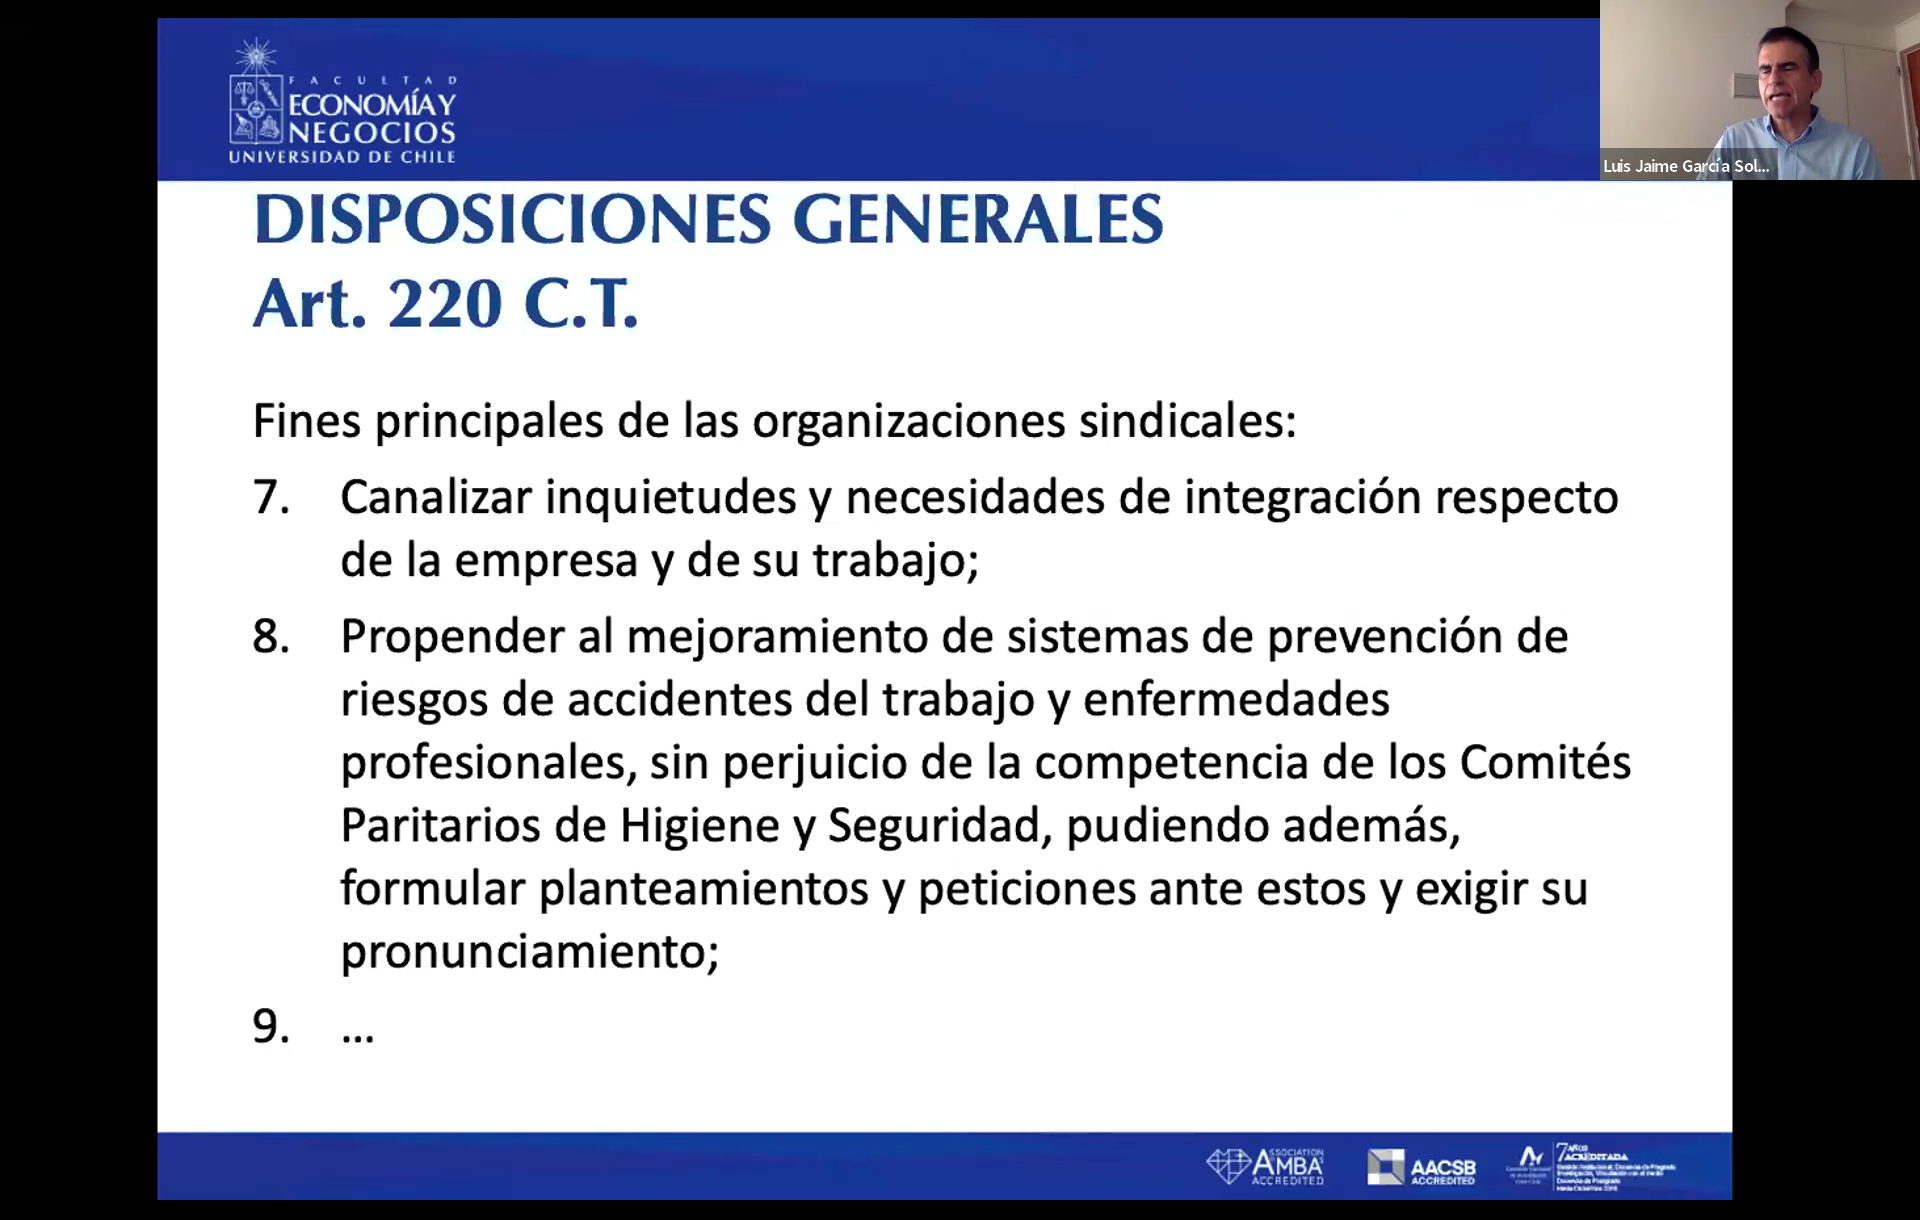 FACULTAD
ECONOMÍA Y
NEGOCIOS
UNIVERSIDAD DE CHILE
Luis Jaime García Sol...
DISPOSICIONES GENERALES
Art. 220 C.T.
Fines principales de las organizaciones sindicales:
7. Canalizar inquietudes y necesidades de integración respecto
de la empresa y de su trabajo;
8. Propender al mejoramiento de sistemas de prevención de
riesgos de accidentes del trabajo y enfermedades
profesionales, sin perjuicio de la competencia de los Comités
Paritarios de Higiene y Seguridad, pudiendo además,
formular planteamientos y peticiones ante estos y exigir su
pronunciamiento;
9. ...
ASSOCIATION
AMBA
ACCREDITED
AACSB
ACCREDITED
7 AÑOS
ACREDITADA